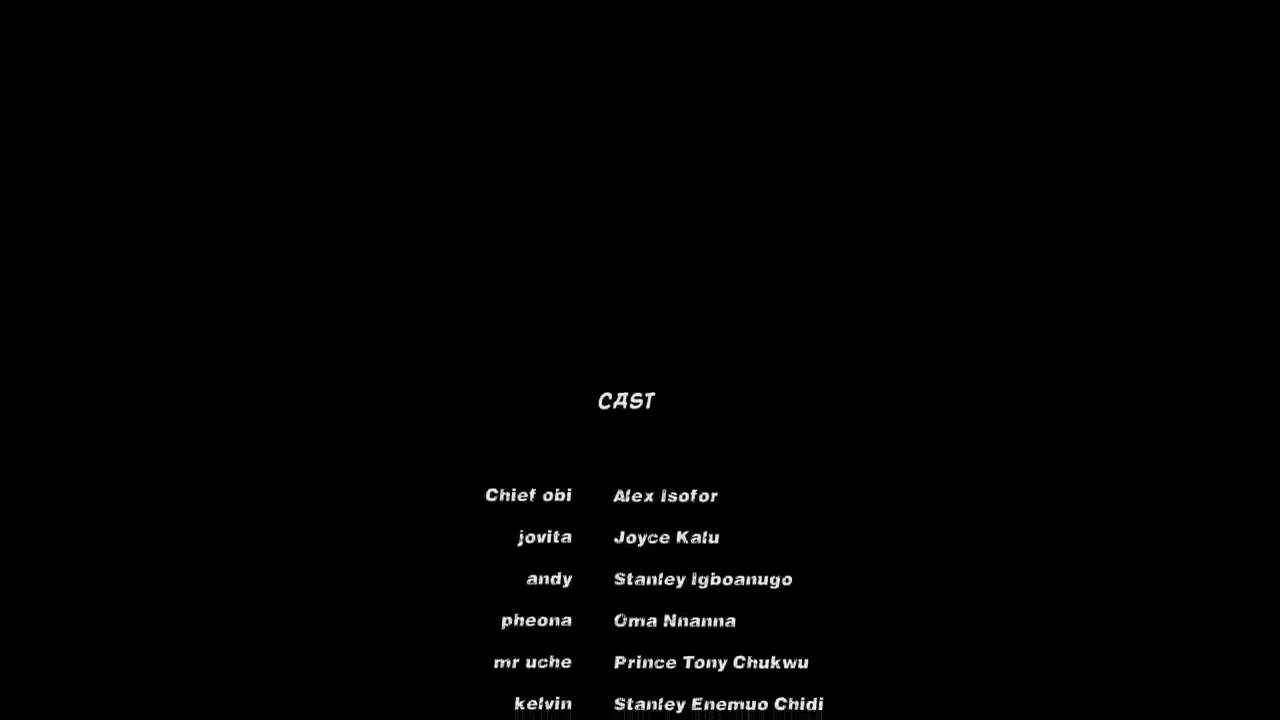 CAST
Chief obi Alex Isofor
jovita Joyce Kalu
andy Stanley Igboanugo
pheona Oma Nnanna
mr uche Prince Tony Chukwu
kelvin Stanley Enemuo Chidi